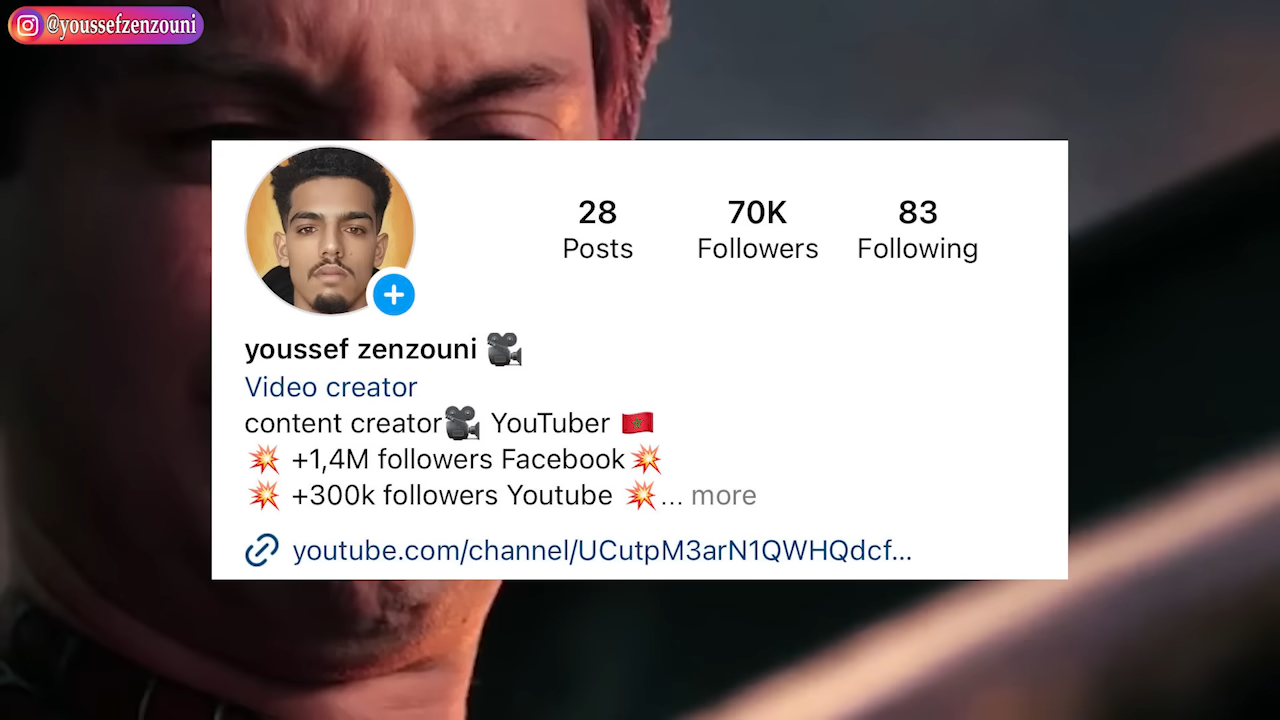 @youssefzenzouni
28 70K 83
Posts Followers Following
youssef zenzouni 🎥
Video creator
content creator🎥 YouTuber 🇲🇦
💥 +1,4M followers Facebook💥
💥 +300k followers Youtube 💥... more
youtube.com/channel/UCutpM3arN1QWHQdcf...